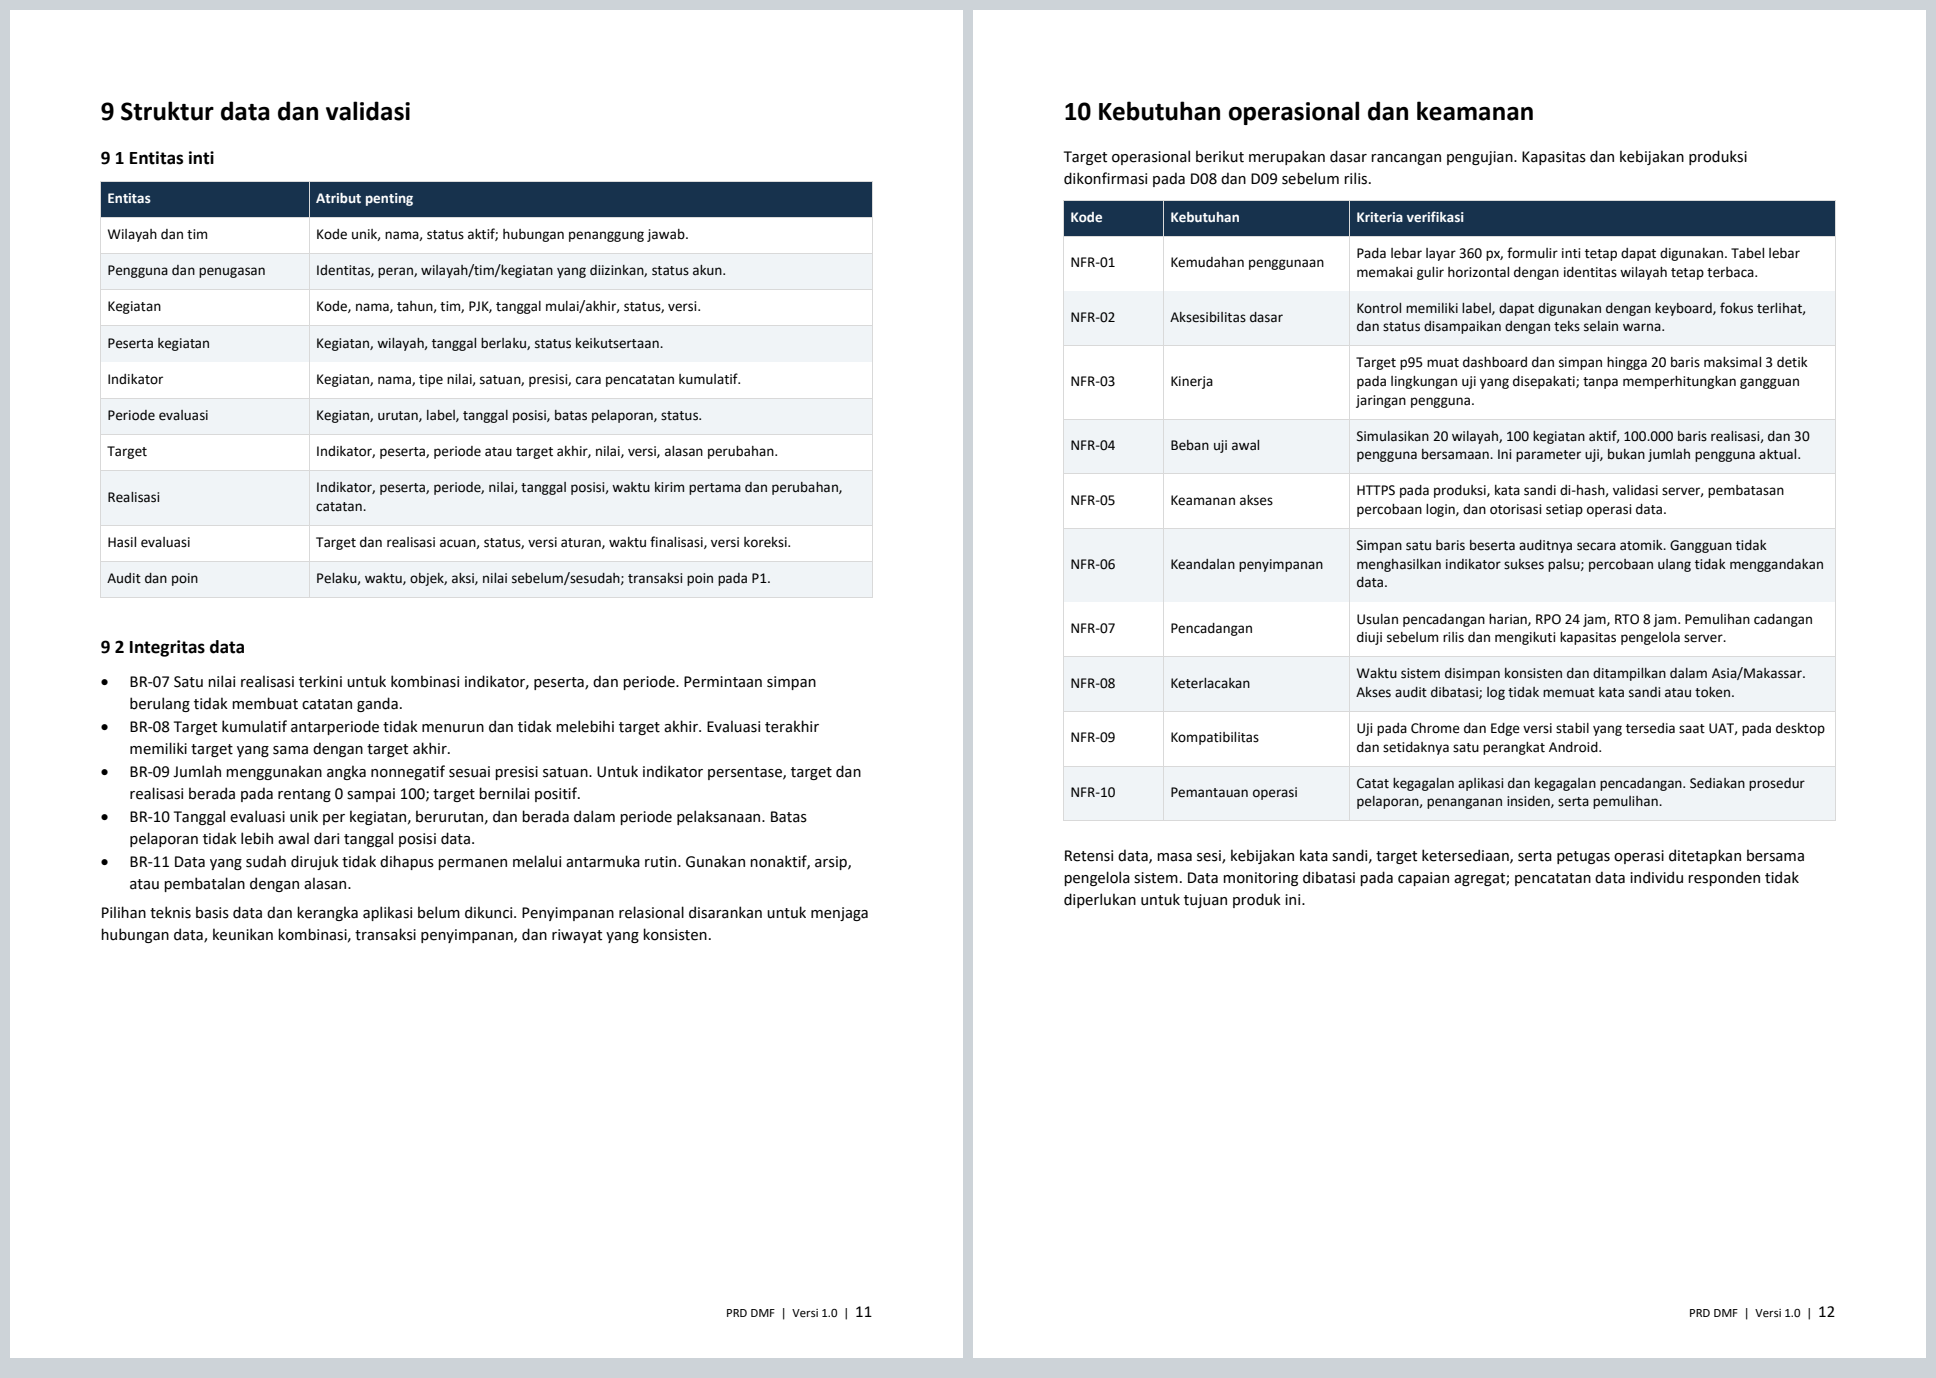 9 Struktur data dan validasi
9 1 Entitas inti
Entitas Atribut penting
Wilayah dan tim Kode unik, nama, status aktif; hubungan penanggung jawab.
Pengguna dan penugasan Identitas, peran, wilayah/tim/kegiatan yang diizinkan, status akun.
Kegiatan Kode, nama, tahun, tim, PJK, tanggal mulai/akhir, status, versi.
Peserta kegiatan Kegiatan, wilayah, tanggal berlaku, status keikutsertaan.
Indikator Kegiatan, nama, tipe nilai, satuan, presisi, cara pencatatan kumulatif.
Periode evaluasi Kegiatan, urutan, label, tanggal posisi, batas pelaporan, status.
Target Indikator, peserta, periode atau target akhir, nilai, versi, alasan perubahan.
Realisasi Indikator, peserta, periode, nilai, tanggal posisi, waktu kirim pertama dan perubahan,
catatan.
Hasil evaluasi Target dan realisasi acuan, status, versi aturan, waktu finalisasi, versi koreksi.
Audit dan poin Pelaku, waktu, objek, aksi, nilai sebelum/sesudah; transaksi poin pada P1.
9 2 Integritas data
• BR-07 Satu nilai realisasi terkini untuk kombinasi indikator, peserta, dan periode. Permintaan simpan
berulang tidak membuat catatan ganda.
• BR-08 Target kumulatif antarperiode tidak menurun dan tidak melebihi target akhir. Evaluasi terakhir
memiliki target yang sama dengan target akhir.
• BR-09 Jumlah menggunakan angka nonnegatif sesuai presisi satuan. Untuk indikator persentase, target dan
realisasi berada pada rentang 0 sampai 100; target bernilai positif.
• BR-10 Tanggal evaluasi unik per kegiatan, berurutan, dan berada dalam periode pelaksanaan. Batas
pelaporan tidak lebih awal dari tanggal posisi data.
• BR-11 Data yang sudah dirujuk tidak dihapus permanen melalui antarmuka rutin. Gunakan nonaktif, arsip,
atau pembatalan dengan alasan.
Pilihan teknis basis data dan kerangka aplikasi belum dikunci. Penyimpanan relasional disarankan untuk menjaga
hubungan data, keunikan kombinasi, transaksi penyimpanan, dan riwayat yang konsisten.
PRD DMF | Versi 1.0 | 11
10 Kebutuhan operasional dan keamanan
Target operasional berikut merupakan dasar rancangan pengujian. Kapasitas dan kebijakan produksi
dikonfirmasi pada D08 dan D09 sebelum rilis.
Kode Kebutuhan Kriteria verifikasi
NFR-01 Kemudahan penggunaan Pada lebar layar 360 px, formulir inti tetap dapat digunakan. Tabel lebar
memakai gulir horizontal dengan identitas wilayah tetap terbaca.
NFR-02 Aksesibilitas dasar Kontrol memiliki label, dapat digunakan dengan keyboard, fokus terlihat,
dan status disampaikan dengan teks selain warna.
NFR-03 Kinerja Target p95 muat dashboard dan simpan hingga 20 baris maksimal 3 detik
pada lingkungan uji yang disepakati; tanpa memperhitungkan gangguan
jaringan pengguna.
NFR-04 Beban uji awal Simulasikan 20 wilayah, 100 kegiatan aktif, 100.000 baris realisasi, dan 30
pengguna bersamaan. Ini parameter uji, bukan jumlah pengguna aktual.
NFR-05 Keamanan akses HTTPS pada produksi, kata sandi di-hash, validasi server, pembatasan
percobaan login, dan otorisasi setiap operasi data.
NFR-06 Keandalan penyimpanan Simpan satu baris beserta auditnya secara atomik. Gangguan tidak
menghasilkan indikator sukses palsu; percobaan ulang tidak menggandakan
data.
NFR-07 Pencadangan Usulan pencadangan harian, RPO 24 jam, RTO 8 jam. Pemulihan cadangan
diuji sebelum rilis dan mengikuti kapasitas pengelola server.
NFR-08 Keterlacakan Waktu sistem disimpan konsisten dan ditampilkan dalam Asia/Makassar.
Akses audit dibatasi; log tidak memuat kata sandi atau token.
NFR-09 Kompatibilitas Uji pada Chrome dan Edge versi stabil yang tersedia saat UAT, pada desktop
dan setidaknya satu perangkat Android.
NFR-10 Pemantauan operasi Catat kegagalan aplikasi dan kegagalan pencadangan. Sediakan prosedur
pelaporan, penanganan insiden, serta pemulihan.
Retensi data, masa sesi, kebijakan kata sandi, target ketersediaan, serta petugas operasi ditetapkan bersama
pengelola sistem. Data monitoring dibatasi pada capaian agregat; pencatatan data individu responden tidak
diperlukan untuk tujuan produk ini.
PRD DMF | Versi 1.0 | 12